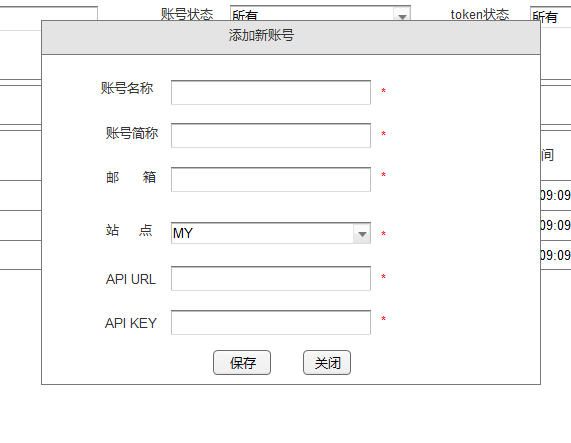 账号状态 所有 token状态 所有
添加新账号
账号名称 *
账号简称 *
间
邮 箱 *
09:09
站 点 MY *
09:09
09:09
API URL *
API KEY *
保存 关闭